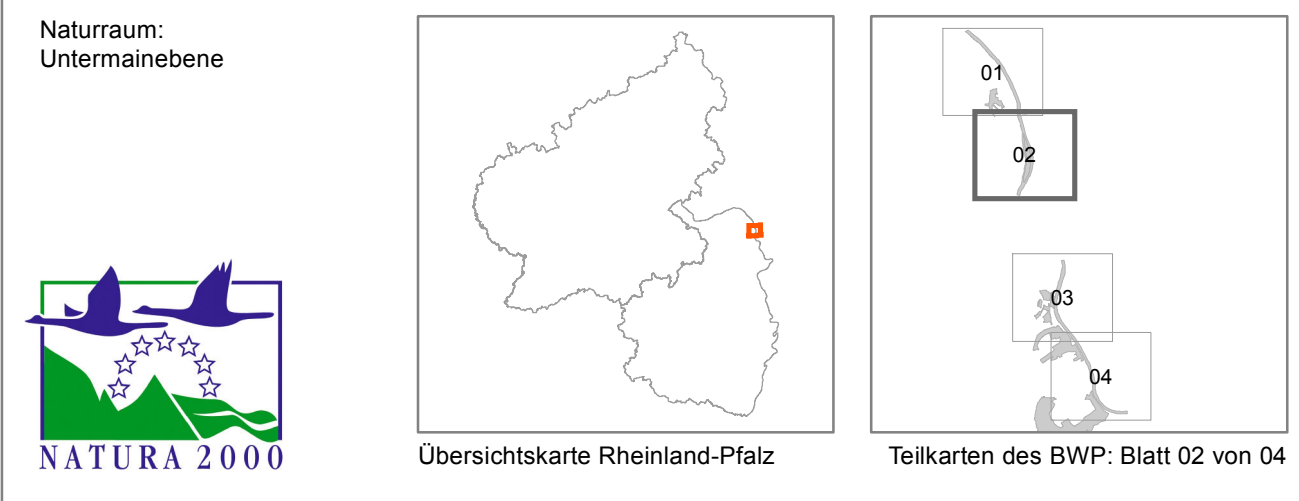 Naturraum:
Untermainebene
01
02
03
04
NATURA 2000
Übersichtskarte Rheinland-Pfalz
Teilkarten des BWP: Blatt 02 von 04